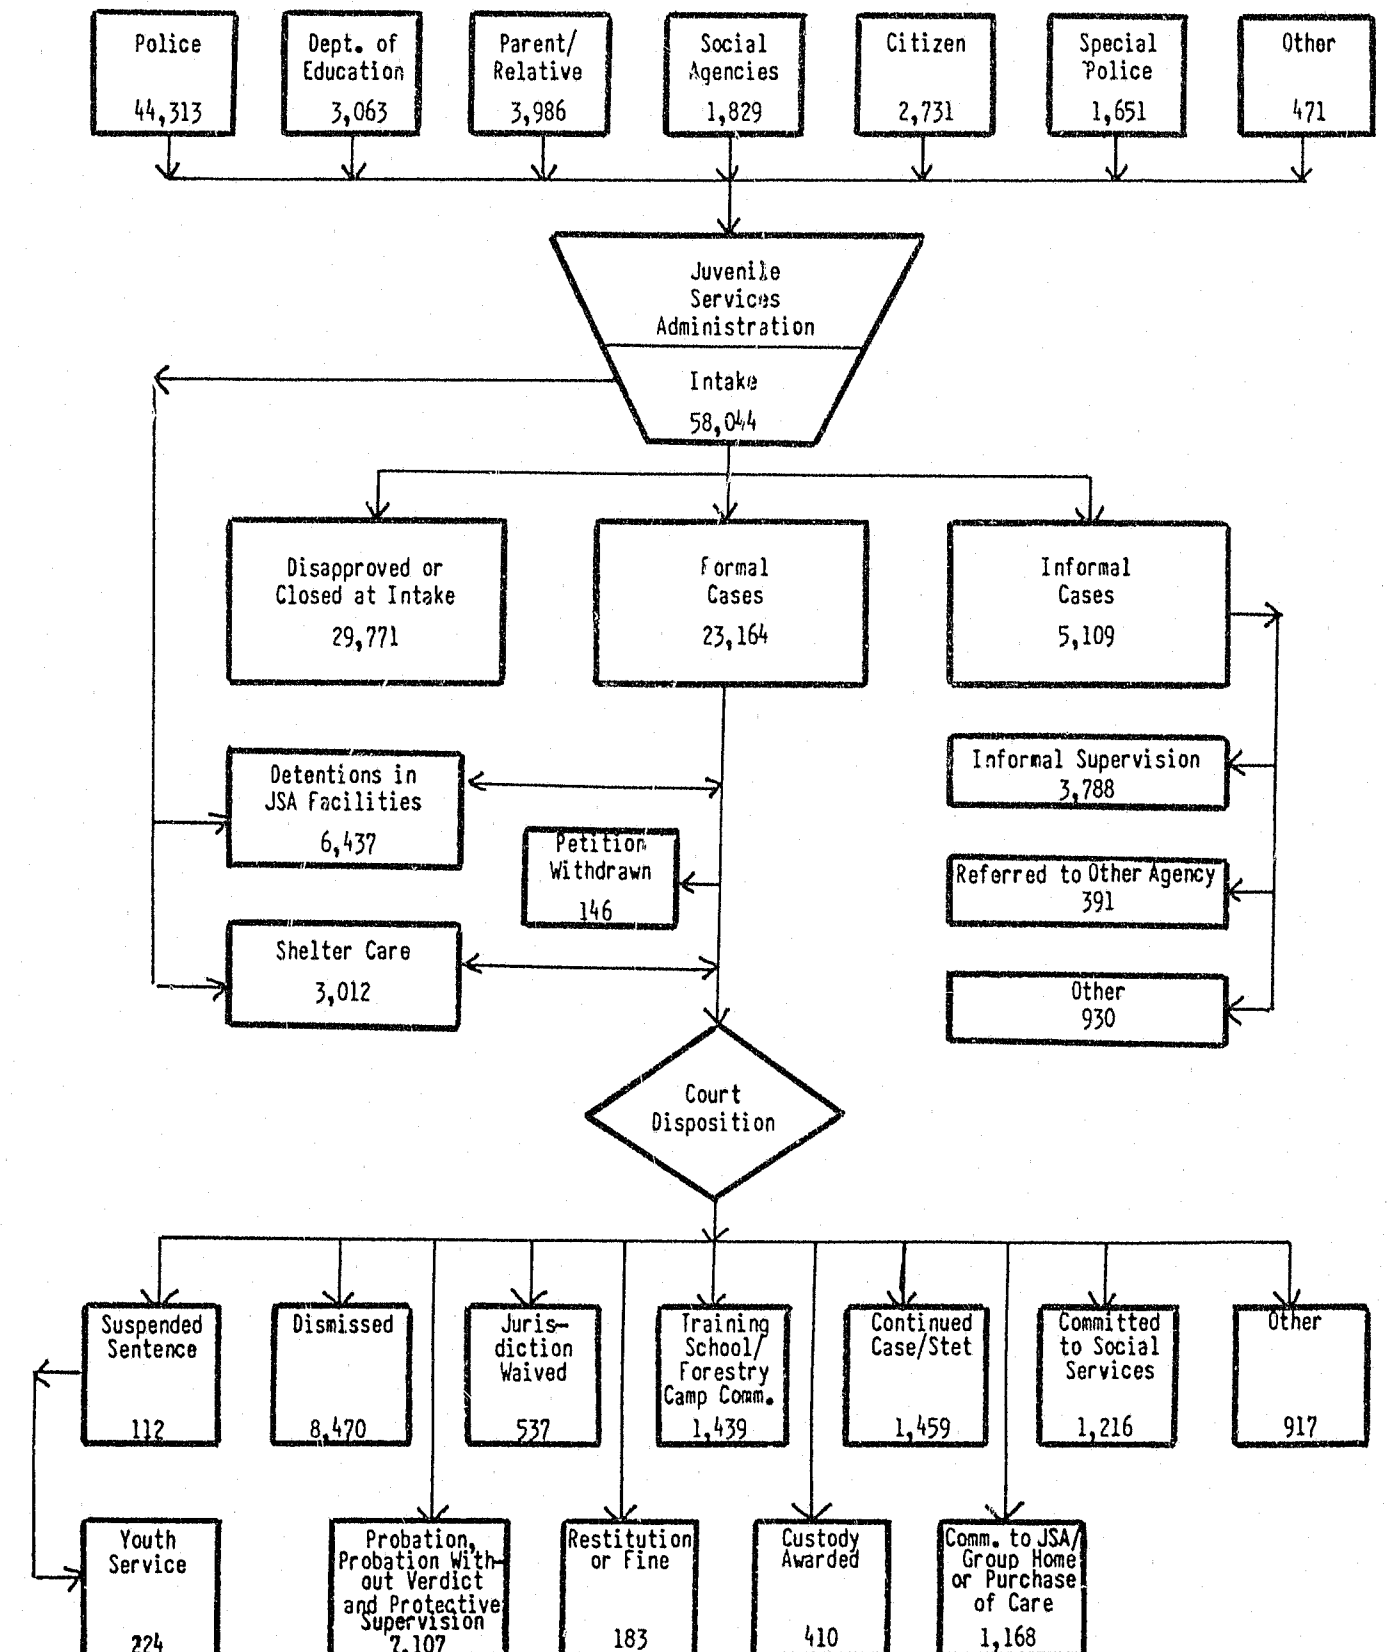 Police
44,313
Dept. of
Education
3,063
Parent/
Relative
3,986
Social
Agencies
1,829
Citizen
2,731
Special
Police
1,651
Other
471
Juvenile
Services
Administration
Intake
58,044
Disapproved or
Closed at Intake
29,771
Formal
Cases
23,164
Informal
Cases
5,109
Detentions in
JSA Facilities
6,437
Petition
Withdrawn
146
Shelter Care
3,012
Informal Supervision
3,788
Referred to Other Agency
391
Other
930
Court
Disposition
Suspended
Sentence
112
Dismissed
8,470
Juris-
diction
Waived
537
Training
School/
Forestry
Camp Comm.
1,439
Continued
Case/Stet
1,459
Committed
to Social
Services
1,216
Other
917
Youth
Service
224
Probation,
Probation With-
out Verdict
and Protective
Supervision
7,107
Restitution
or Fine
183
Custody
Awarded
410
Comm. to JSA/
Group Home
or Purchase
of Care
1,168